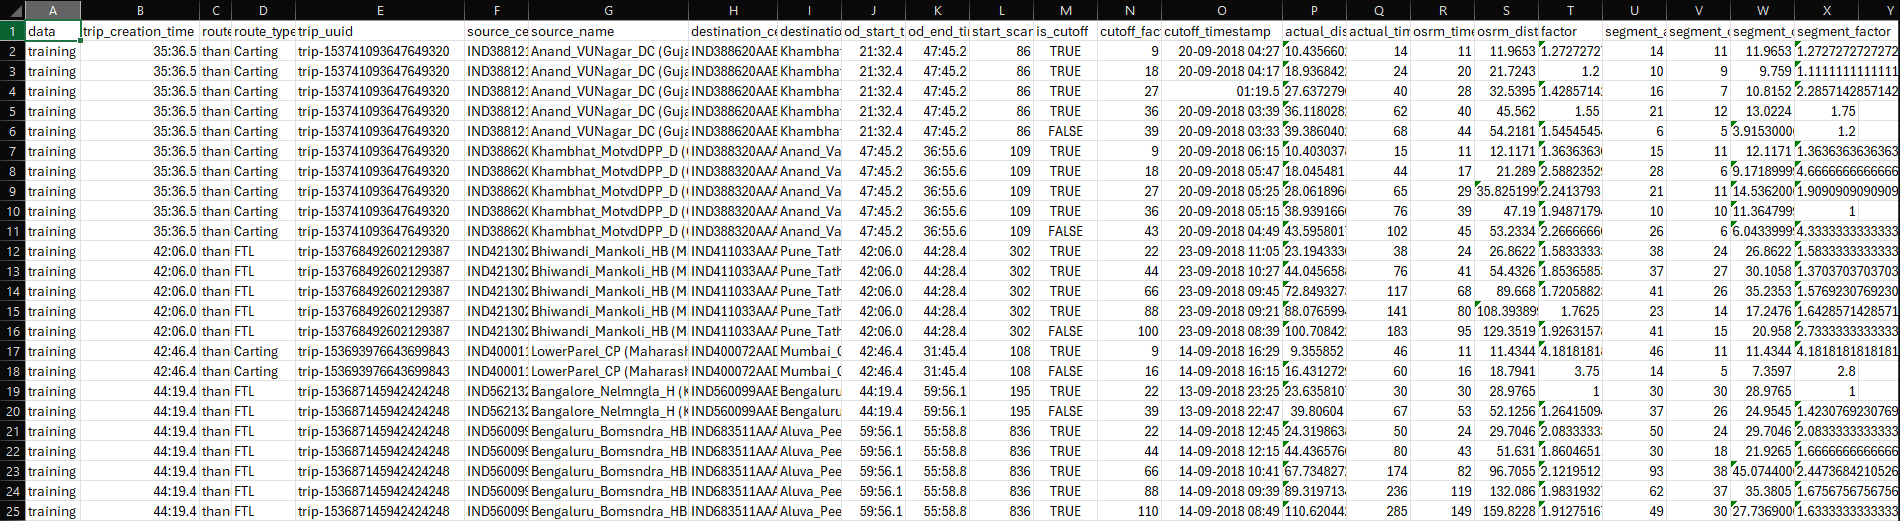 A B C D E F G H I J K L M N O P Q R S T U V W X Y
1 data trip_creation_time route route_type trip_uuid source_ce source_name destination_ce destinatio od_start_t od_end_ti start_scar is_cutoff cutoff_fac cutoff_timestamp actual_dis actual_tim osrm_time osrm_dist factor segment_a segment_o segment_o segment_factor
2 training 35:36.5 than Carting trip-153741093647649320 IND388121 Anand_VUNagar_DC (Guja IND388620AAE Khambhat 21:32.4 47:45.2 86 TRUE 9 20-09-2018 04:27 10.4356602 14 11 11.9653 1.27272727 14 11 11.9653 1.2727272727272
3 training 35:36.5 than Carting trip-153741093647649320 IND388121 Anand_VUNagar_DC (Guja IND388620AAE Khambhat 21:32.4 47:45.2 86 TRUE 18 20-09-2018 04:17 18.936842 24 20 21.7243 1.2 10 9 9.759 1.1111111111111
4 training 35:36.5 than Carting trip-153741093647649320 IND388121 Anand_VUNagar_DC (Guja IND388620AAE Khambhat 21:32.4 47:45.2 86 TRUE 27 01:19.5 27.6372790 40 28 32.5395 1.42857142 16 7 10.8152 2.2857142857142
5 training 35:36.5 than Carting trip-153741093647649320 IND388121 Anand_VUNagar_DC (Guja IND388620AAE Khambhat 21:32.4 47:45.2 86 TRUE 36 20-09-2018 03:39 36.1180282 62 40 45.562 1.55 21 12 13.0224 1.75
6 training 35:36.5 than Carting trip-153741093647649320 IND388121 Anand_VUNagar_DC (Guja IND388620AAE Khambhat 21:32.4 47:45.2 86 FALSE 39 20-09-2018 03:33 39.386040 68 44 54.2181 1.5454545 6 5 3.9153000 1.2
7 training 35:36.5 than Carting trip-153741093647649320 IND388620 Khambhat_MotvdDPP_D ( IND388320AAA Anand_Va 47:45.2 36:55.6 109 TRUE 9 20-09-2018 06:15 10.403037 15 11 12.1171 1.3636363 15 11 12.1171 1.3636363636363
8 training 35:36.5 than Carting trip-153741093647649320 IND388620 Khambhat_MotvdDPP_D ( IND388320AAA Anand_Va 47:45.2 36:55.6 109 TRUE 18 20-09-2018 05:47 18.045481 44 17 21.289 2.5882352 28 6 9.1718999 4.6666666666666
9 training 35:36.5 than Carting trip-153741093647649320 IND388620 Khambhat_MotvdDPP_D ( IND388320AAA Anand_Va 47:45.2 36:55.6 109 TRUE 27 20-09-2018 05:25 28.061896 65 29 35.825199 2.2413793 21 11 14.536200 1.9090909090909
10 training 35:36.5 than Carting trip-153741093647649320 IND388620 Khambhat_MotvdDPP_D ( IND388320AAA Anand_Va 47:45.2 36:55.6 109 TRUE 36 20-09-2018 05:15 38.939166 76 39 47.19 1.9487179 10 10 11.364799 1
11 training 35:36.5 than Carting trip-153741093647649320 IND388620 Khambhat_MotvdDPP_D ( IND388320AAA Anand_Va 47:45.2 36:55.6 109 FALSE 43 20-09-2018 04:49 43.595801 102 45 53.2334 2.2666666 26 6 6.0433999 4.3333333333333
12 training 42:06.0 than FTL trip-153768492602129387 IND421302 Bhiwandi_Mankoli_HB (M IND411033AAA Pune_Tath 42:06.0 44:28.4 302 TRUE 22 23-09-2018 11:05 23.194333 38 24 26.8622 1.5833333 38 24 26.8622 1.5833333333333
13 training 42:06.0 than FTL trip-153768492602129387 IND421302 Bhiwandi_Mankoli_HB (M IND411033AAA Pune_Tath 42:06.0 44:28.4 302 TRUE 44 23-09-2018 10:27 44.045658 76 41 54.4326 1.8536585 37 27 30.1058 1.3703703703703
14 training 42:06.0 than FTL trip-153768492602129387 IND421302 Bhiwandi_Mankoli_HB (M IND411033AAA Pune_Tath 42:06.0 44:28.4 302 TRUE 66 23-09-2018 09:45 72.849327 117 68 89.668 1.7205882 41 26 35.2353 1.5769230769230
15 training 42:06.0 than FTL trip-153768492602129387 IND421302 Bhiwandi_Mankoli_HB (M IND411033AAA Pune_Tath 42:06.0 44:28.4 302 TRUE 88 23-09-2018 09:21 88.076599 141 80 108.393899 1.7625 23 14 17.2476 1.6428571428571
16 training 42:06.0 than FTL trip-153768492602129387 IND421302 Bhiwandi_Mankoli_HB (M IND411033AAA Pune_Tath 42:06.0 44:28.4 302 FALSE 100 23-09-2018 08:39 100.708422 183 95 129.3519 1.9263157 41 15 20.958 2.7333333333333
17 training 42:46.4 than Carting trip-153693976643699843 IND400011 LowerParel_CP (Maharash IND400072AAD Mumbai_C 42:46.4 31:45.4 108 TRUE 9 14-09-2018 16:29 9.355852 46 11 11.4344 4.1818181 46 11 11.4344 4.1818181818181
18 training 42:46.4 than Carting trip-153693976643699843 IND400011 LowerParel_CP (Maharash IND400072AAD Mumbai_C 42:46.4 31:45.4 108 FALSE 16 14-09-2018 16:15 16.431272 60 16 18.7941 3.75 14 5 7.3597 2.8
19 training 44:19.4 than FTL trip-153687145942424248 IND562132 Bangalore_Nelmngla_H (K IND560099AAE Bengaluru 44:19.4 59:56.1 195 TRUE 22 13-09-2018 23:25 23.635810 30 30 28.9765 1 30 30 28.9765 1
20 training 44:19.4 than FTL trip-153687145942424248 IND562132 Bangalore_Nelmngla_H (K IND560099AAE Bengaluru 44:19.4 59:56.1 195 FALSE 39 13-09-2018 22:47 39.80604 67 53 52.1256 1.2641509 37 26 24.9545 1.4230769230769
21 training 44:19.4 than FTL trip-153687145942424248 IND560099 Bengaluru_Bomsndra_HB IND683511AAA Aluva_Pee 59:56.1 55:58.8 836 TRUE 22 14-09-2018 12:45 24.319863 50 24 29.7046 2.0833333 50 24 29.7046 2.0833333333333
22 training 44:19.4 than FTL trip-153687145942424248 IND560099 Bengaluru_Bomsndra_HB IND683511AAA Aluva_Pee 59:56.1 55:58.8 836 TRUE 44 14-09-2018 12:15 44.436576 80 43 51.631 1.8604651 30 18 21.9265 1.6666666666666
23 training 44:19.4 than FTL trip-153687145942424248 IND560099 Bengaluru_Bomsndra_HB IND683511AAA Aluva_Pee 59:56.1 55:58.8 836 TRUE 66 14-09-2018 10:41 67.734827 174 82 96.7055 2.1219512 93 38 45.074400 2.4473684210526
24 training 44:19.4 than FTL trip-153687145942424248 IND560099 Bengaluru_Bomsndra_HB IND683511AAA Aluva_Pee 59:56.1 55:58.8 836 TRUE 88 14-09-2018 09:39 89.319713 236 119 132.086 1.9831932 62 37 35.3805 1.6756756756756
25 training 44:19.4 than FTL trip-153687145942424248 IND560099 Bengaluru_Bomsndra_HB IND683511AAA Aluva_Pee 59:56.1 55:58.8 836 TRUE 110 14-09-2018 08:49 110.62044 285 149 159.8228 1.9127516 49 30 27.736900 1.6333333333333